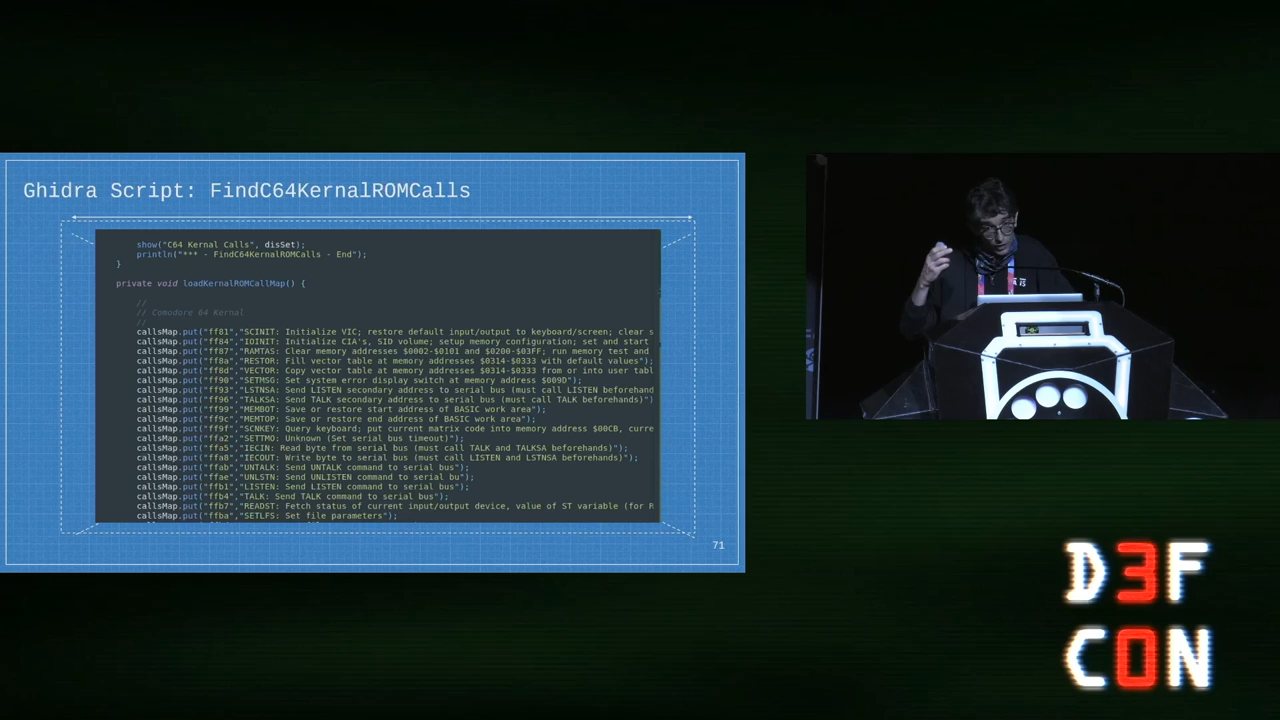 Ghidra Script: FindC64KernalROMCalls
show("C64 Kernal Calls", disSet);
println("*** - FindC64KernalROMCalls - End");
}
private void loadKernalROMCallMap() {
//
// Comodore 64 Kernal
//
callsMap.put("ff81","SCINIT: Initialize VIC; restore default input/output to keyboard/screen; clear s
callsMap.put("ff84","IOINIT: Initialize CIA's, SID volume; setup memory configuration; set and start
callsMap.put("ff87","RAMTAS: Clear memory addresses $0002-$0101 and $0200-$03FF; run memory test and
callsMap.put("ff8a","RESTOR: Fill vector table at memory addresses $0314-$0333 with default values");
callsMap.put("ff8d","VECTOR: Copy vector table at memory addresses $0314-$0333 from or into user tabl
callsMap.put("ff90","SETMSG: Set system error display switch at memory address $009D");
callsMap.put("ff93","LSTNSA: Send LISTEN secondary address to serial bus (must call LISTEN beforehand
callsMap.put("ff96","TALKSA: Send TALK secondary address to serial bus (must call TALK beforehands)")
callsMap.put("ff99","MEMBOT: Save or restore start address of BASIC work area");
callsMap.put("ff9c","MEMTOP: Save or restore end address of BASIC work area");
callsMap.put("ff9f","SCNKEY: Query keyboard; put current matrix code into memory address $00CB, curre
callsMap.put("ffa2","SETTMO: Unknown (Set serial bus timeout)");
callsMap.put("ffa5","IECIN: Read byte from serial bus (must call TALK and TALKSA beforehands)");
callsMap.put("ffa8","IECOUT: Write byte to serial bus (must call LISTEN and LSTNSA beforehands)");
callsMap.put("ffab","UNTALK: Send UNTALK command to serial bus");
callsMap.put("ffae","UNLSTN: Send UNLISTEN command to serial bu");
callsMap.put("ffb1","LISTEN: Send LISTEN command to serial bus");
callsMap.put("ffb4","TALK: Send TALK command to serial bus");
callsMap.put("ffb7","READST: Fetch status of current input/output device, value of ST variable (for R
callsMap.put("ffba","SETLFS: Set file parameters");
71
D3F
C0N